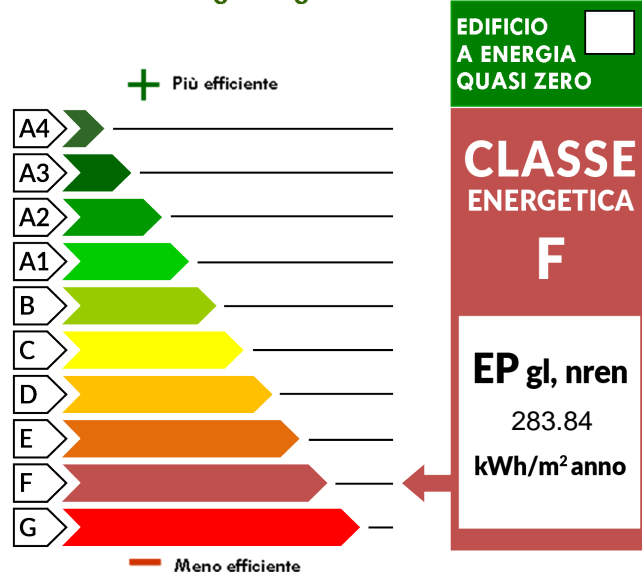 EDIFICIO
A ENERGIA
QUASI ZERO
Più efficiente
A4
A3
A2
A1
B
C
D
E
F
G
Meno efficiente
CLASSE
ENERGETICA
F
EP gl, nren
283.84
kWh/m² anno